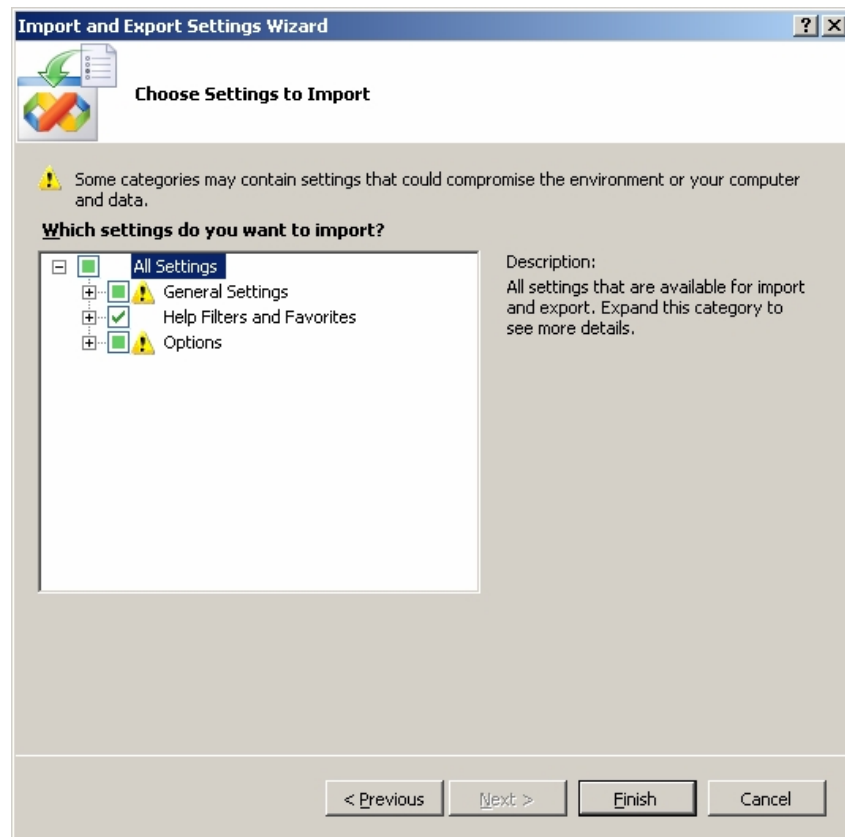 Import and Export Settings Wizard
Choose Settings to Import
Some categories may contain settings that could compromise the environment or your computer
and data.
Which settings do you want to import?
All Settings
General Settings
Help Filters and Favorites
Options
Description:
All settings that are available for import
and export. Expand this category to
see more details.
< Previous
Next >
Finish
Cancel